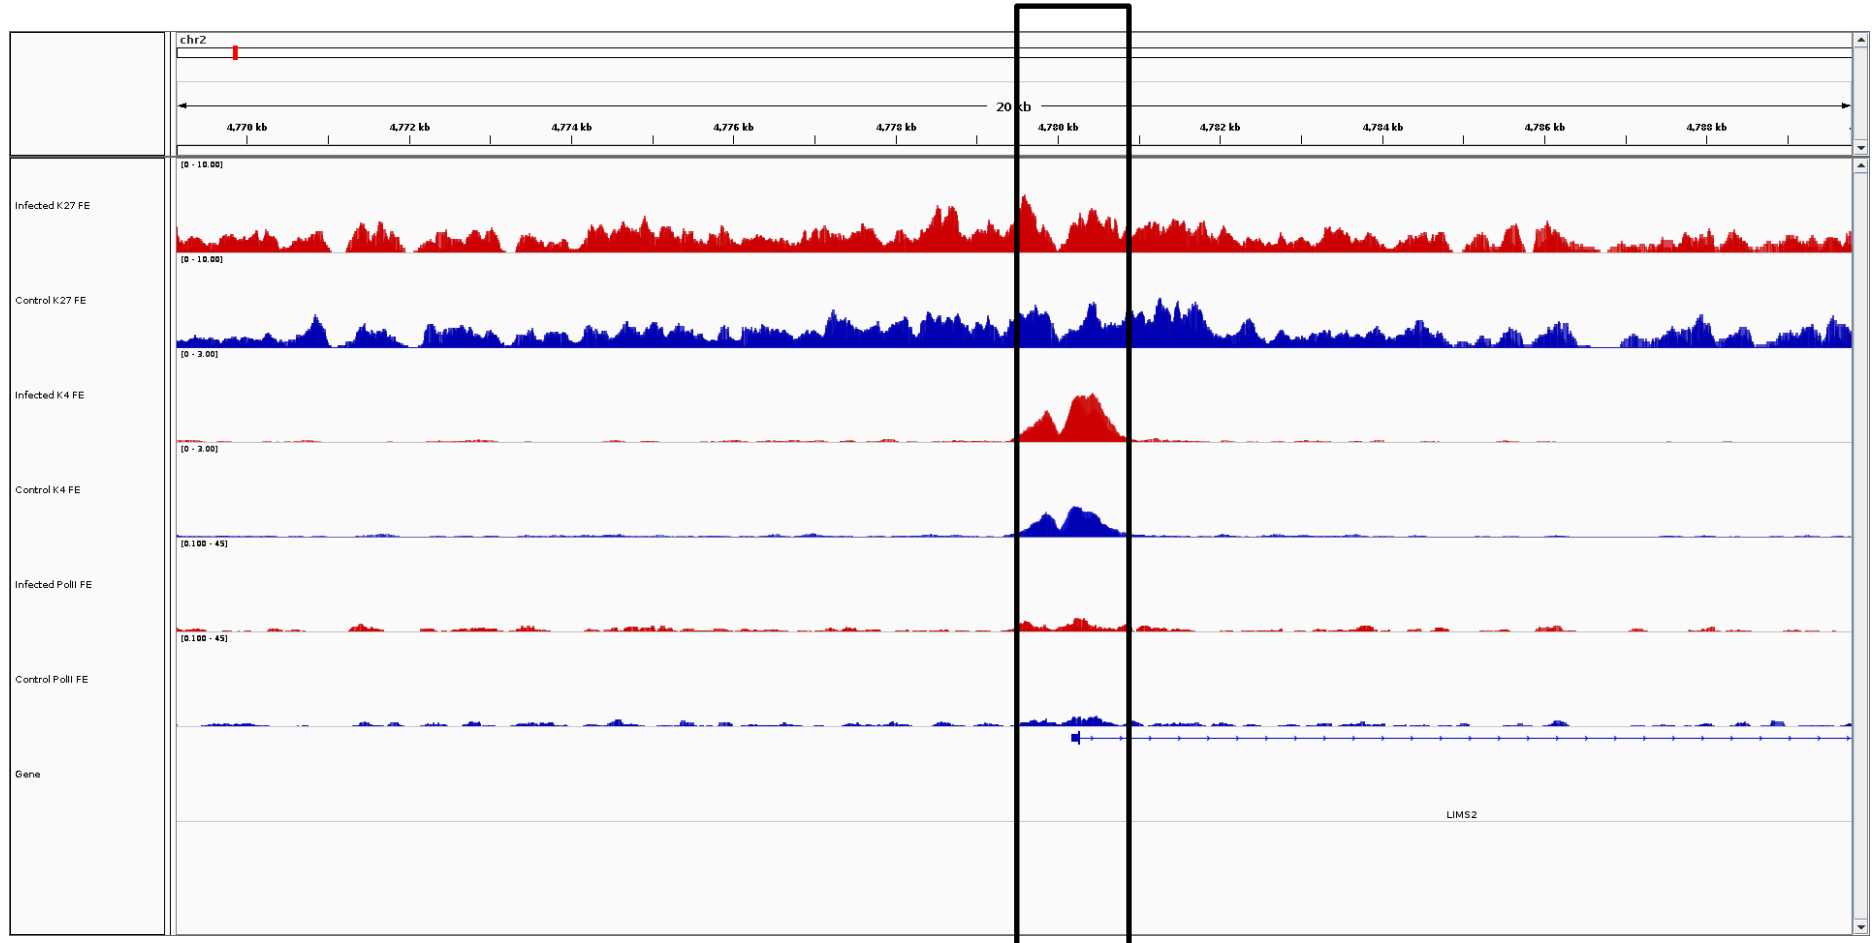 chr2
20 kb
4,770 kb 4,772 kb 4,774 kb 4,776 kb 4,778 kb 4,780 kb 4,782 kb 4,784 kb 4,786 kb 4,788 kb
[0 - 10.00]
Infected K27 FE
[0 - 10.00]
Control K27 FE
[0 - 3.00]
Infected K4 FE
[0 - 3.00]
Control K4 FE
[0.100 - 45]
Infected PolII FE
[0.100 - 45]
Control PolII FE
Gene
LIMS2